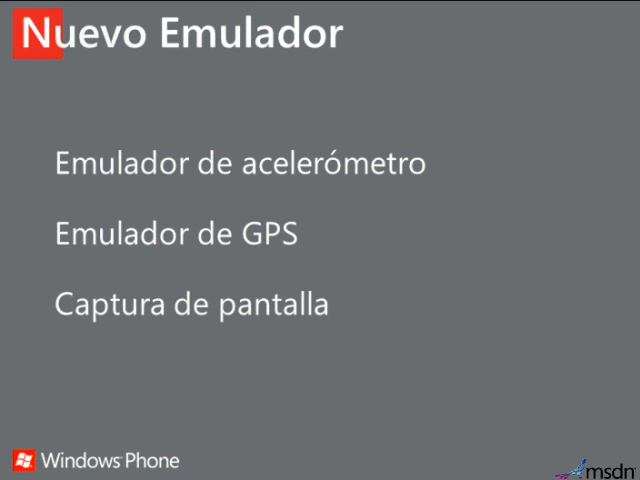 Nuevo Emulador
Emulador de acelerómetro
Emulador de GPS
Captura de pantalla
Windows Phone
msdn